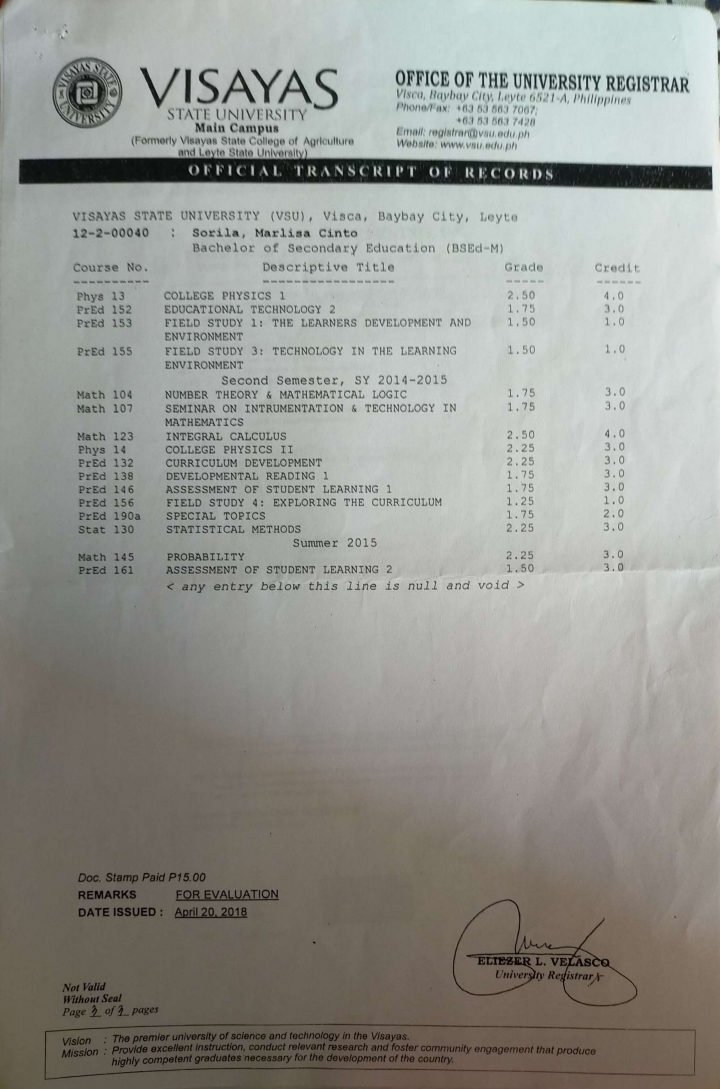 VISAYAS STATE UNIVERSITY
VISAYAS
STATE UNIVERSITY
Main Campus
(Formerly Visayas State College of Agriculture
and Leyte State University)
OFFICE OF THE UNIVERSITY REGISTRAR
Visca, Baybay City, Leyte 6521-A, Philippines
Phone/Fax: +63 53 563 7067;
+63 53 563 7428
Email: registrar@vsu.edu.ph
Website: www.vsu.edu.ph
OFFICIAL TRANSCRIPT OF RECORDS
VISAYAS STATE UNIVERSITY (VSU), Visca, Baybay City, Leyte
12-2-00040 : Sorila, Marlisa Cinto
Bachelor of Secondary Education (BSEd-M)
Course No. Descriptive Title Grade Credit
Phys 13 COLLEGE PHYSICS 1 2.50 4.0
PrEd 152 EDUCATIONAL TECHNOLOGY 2 1.75 3.0
PrEd 153 FIELD STUDY 1: THE LEARNERS DEVELOPMENT AND 1.50 1.0
ENVIRONMENT
PrEd 155 FIELD STUDY 3: TECHNOLOGY IN THE LEARNING 1.50 1.0
ENVIRONMENT
Second Semester, SY 2014-2015
Math 104 NUMBER THEORY & MATHEMATICAL LOGIC 1.75 3.0
Math 107 SEMINAR ON INTRUMENTATION & TECHNOLOGY IN 1.75 3.0
MATHEMATICS
Math 123 INTEGRAL CALCULUS 2.50 4.0
Phys 14 COLLEGE PHYSICS II 2.25 3.0
PrEd 132 CURRICULUM DEVELOPMENT 2.25 3.0
PrEd 138 DEVELOPMENTAL READING 1 1.75 3.0
PrEd 146 ASSESSMENT OF STUDENT LEARNING 1 1.75 3.0
PrEd 156 FIELD STUDY 4: EXPLORING THE CURRICULUM 1.25 1.0
PrEd 190a SPECIAL TOPICS 1.75 2.0
Stat 130 STATISTICAL METHODS 2.25 3.0
Summer 2015
Math 145 PROBABILITY 2.25 3.0
PrEd 161 ASSESSMENT OF STUDENT LEARNING 2 1.50 3.0
< any entry below this line is null and void >
Doc. Stamp Paid P15.00
REMARKS FOR EVALUATION
DATE ISSUED : April 20, 2018
ELIEZER L. VELASCO
University Registrar
Not Valid
Without Seal
Page of pages
Vision : The premier university of science and technology in the Visayas.
Mission : Provide excellent instruction, conduct relevant research and foster community engagement that produce
highly competent graduates necessary for the development of the country.